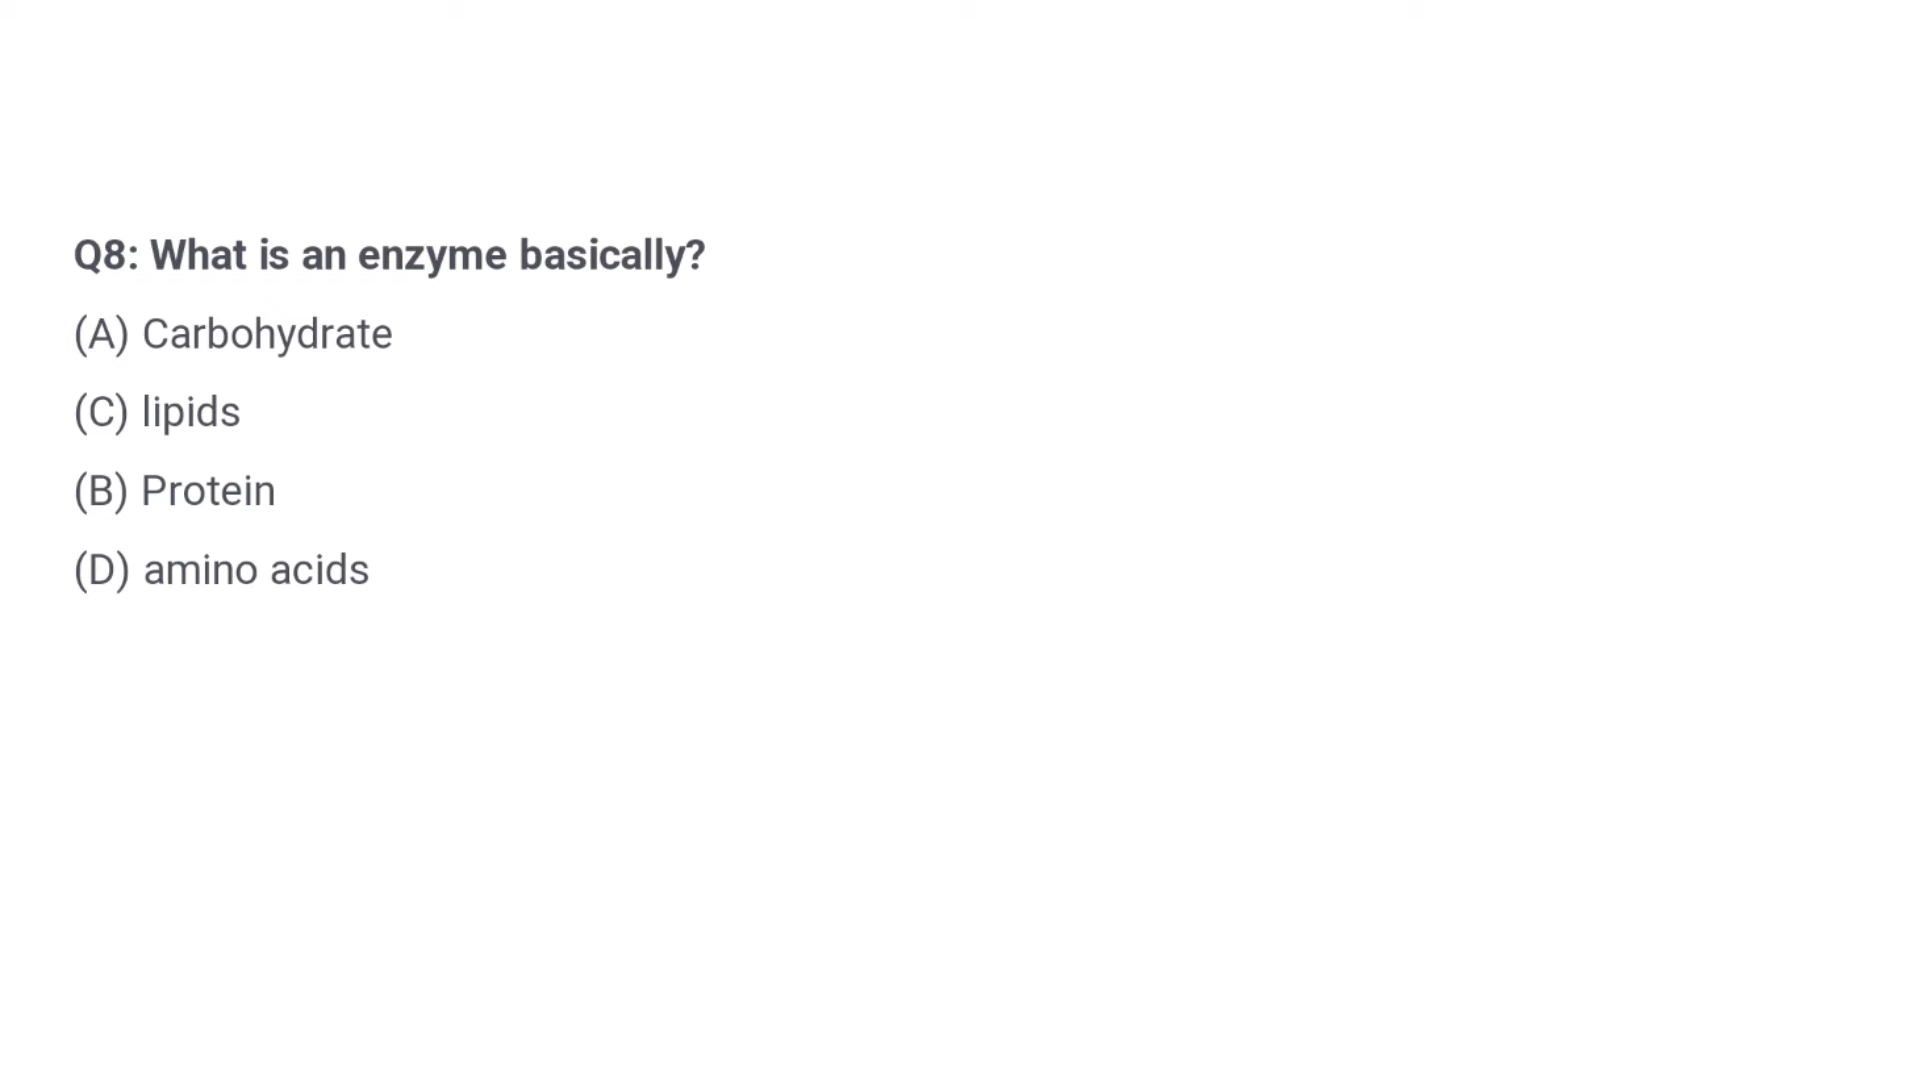 Q8: What is an enzyme basically?
(A) Carbohydrate
(C) lipids
(B) Protein
(D) amino acids